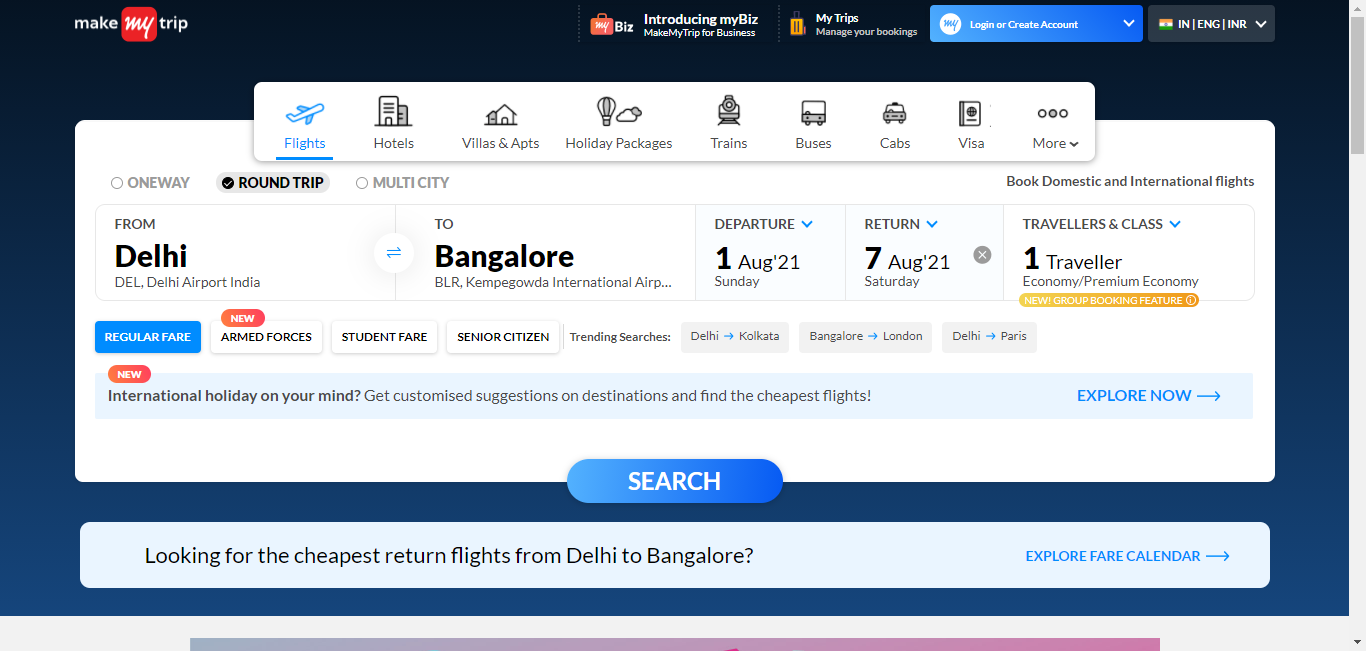 make my trip
my Biz
Introducing myBiz
MakeMyTrip for Business
My Trips
Manage your bookings
my
Login or Create Account
IN | ENG | INR
Flights
Hotels
Villas & Apts
Holiday Packages
Trains
Buses
Cabs
Visa
More
ONEWAY
ROUND TRIP
MULTI CITY
Book Domestic and International flights
FROM
Delhi
DEL, Delhi Airport India
TO
Bangalore
BLR, Kempegowda International Airp...
DEPARTURE
1 Aug'21
Sunday
RETURN
7 Aug'21
Saturday
TRAVELLERS & CLASS
1 Traveller
Economy/Premium Economy
NEW! GROUP BOOKING FEATURE
REGULAR FARE
NEW
ARMED FORCES
STUDENT FARE
SENIOR CITIZEN
Trending Searches:
Delhi → Kolkata
Bangalore → London
Delhi → Paris
NEW
International holiday on your mind? Get customised suggestions on destinations and find the cheapest flights!
EXPLORE NOW
SEARCH
Looking for the cheapest return flights from Delhi to Bangalore?
EXPLORE FARE CALENDAR